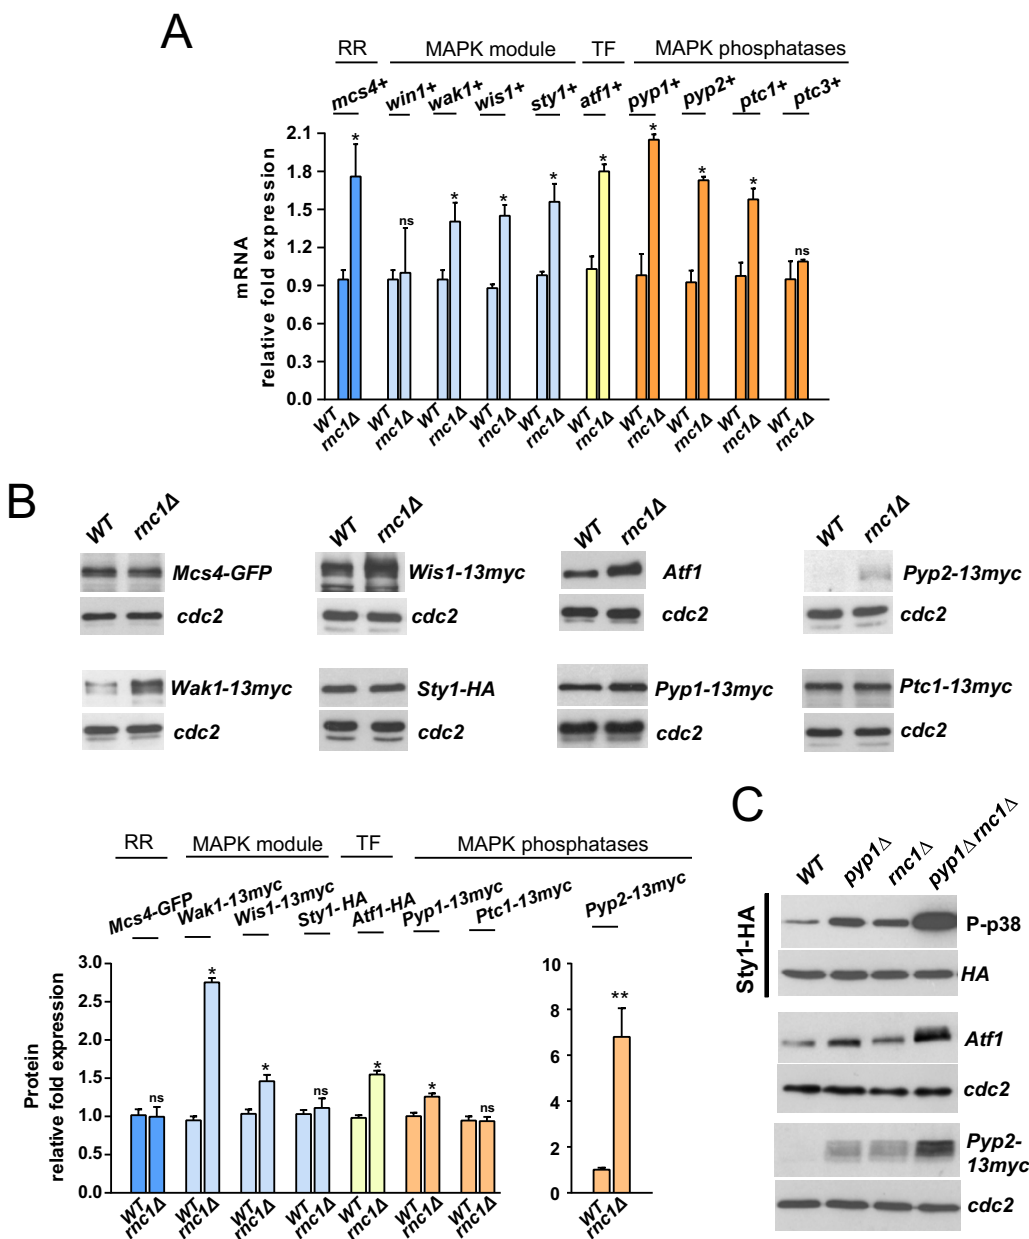 A
RR MAPK module TF MAPK phosphatases
mcs4+ win1+ wak1+ wis1+ sty1+ atf1+ pyp1+ pyp2+ ptc1+ ptc3+
mRNA
relative fold expression
2.1
1.8
1.5
1.2
0.9
0.6
0.3
0.0
* ns * * * * * * * ns
WT rnc1Δ WT rnc1Δ WT rnc1Δ WT rnc1Δ WT rnc1Δ WT rnc1Δ WT rnc1Δ WT rnc1Δ WT rnc1Δ WT rnc1Δ
B
WT rnc1Δ WT rnc1Δ WT rnc1Δ WT rnc1Δ
Mcs4-GFP Wis1-13myc Atf1 Pyp2-13myc
cdc2 cdc2 cdc2 cdc2
Wak1-13myc Sty1-HA Pyp1-13myc Ptc1-13myc
cdc2 cdc2 cdc2 cdc2
RR MAPK module TF MAPK phosphatases
Mcs4-GFP Wak1-13myc Wis1-13myc Sty1-HA Atf1-HA Pyp1-13myc Ptc1-13myc Pyp2-13myc
Protein
relative fold expression
3.0
2.5
2.0
1.5
1.0
0.5
0.0
ns * * ns * * ns
WT rnc1Δ WT rnc1Δ WT rnc1Δ WT rnc1Δ WT rnc1Δ WT rnc1Δ WT rnc1Δ
10
8
6
4
2
0
**
WT rnc1Δ
C
WT pyp1Δ rnc1Δ pyp1Δrnc1Δ
Sty1-HA
P-p38
HA
Atf1
cdc2
Pyp2-
13myc
cdc2